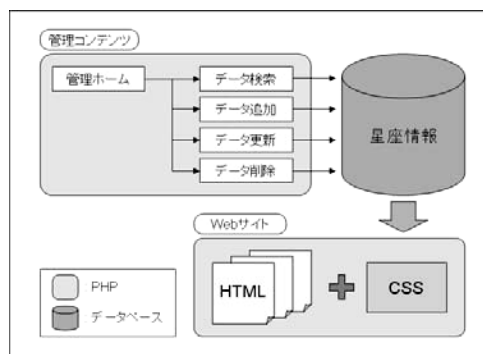 管理コンテンツ
管理ホーム
データ検索
データ追加
データ更新
データ削除
星座情報
Webサイト
HTML
CSS
PHP
データベース